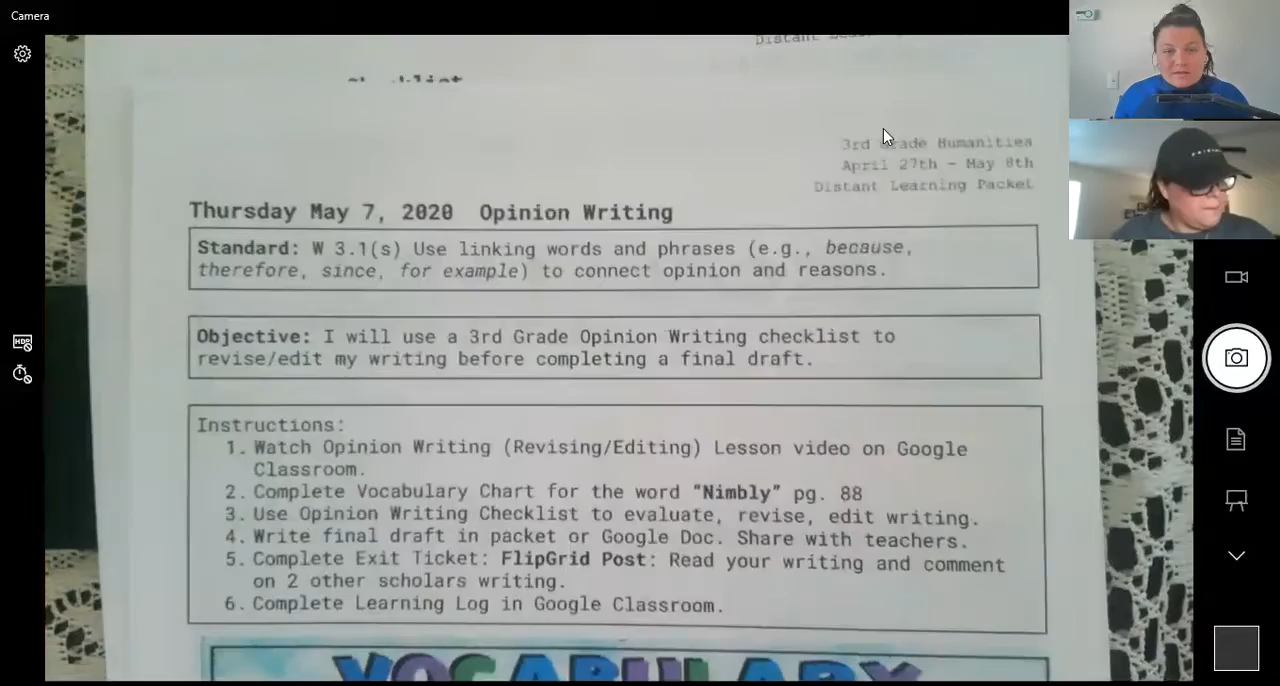 Camera
Distant
3rd Grade Humanities
April 27th - May 8th
Distant Learning Packet
Thursday May 7, 2020 Opinion Writing
Standard: W 3.1(s) Use linking words and phrases (e.g., because,
therefore, since, for example) to connect opinion and reasons.
Objective: I will use a 3rd Grade Opinion Writing checklist to
revise/edit my writing before completing a final draft.
Instructions:
1. Watch Opinion Writing (Revising/Editing) Lesson video on Google
Classroom.
2. Complete Vocabulary Chart for the word "Nimbly" pg. 88
3. Use Opinion Writing Checklist to evaluate, revise, edit writing.
4. Write final draft in packet or Google Doc. Share with teachers.
5. Complete Exit Ticket: FlipGrid Post: Read your writing and comment
on 2 other scholars writing.
6. Complete Learning Log in Google Classroom.
VOCABULARY
HDR